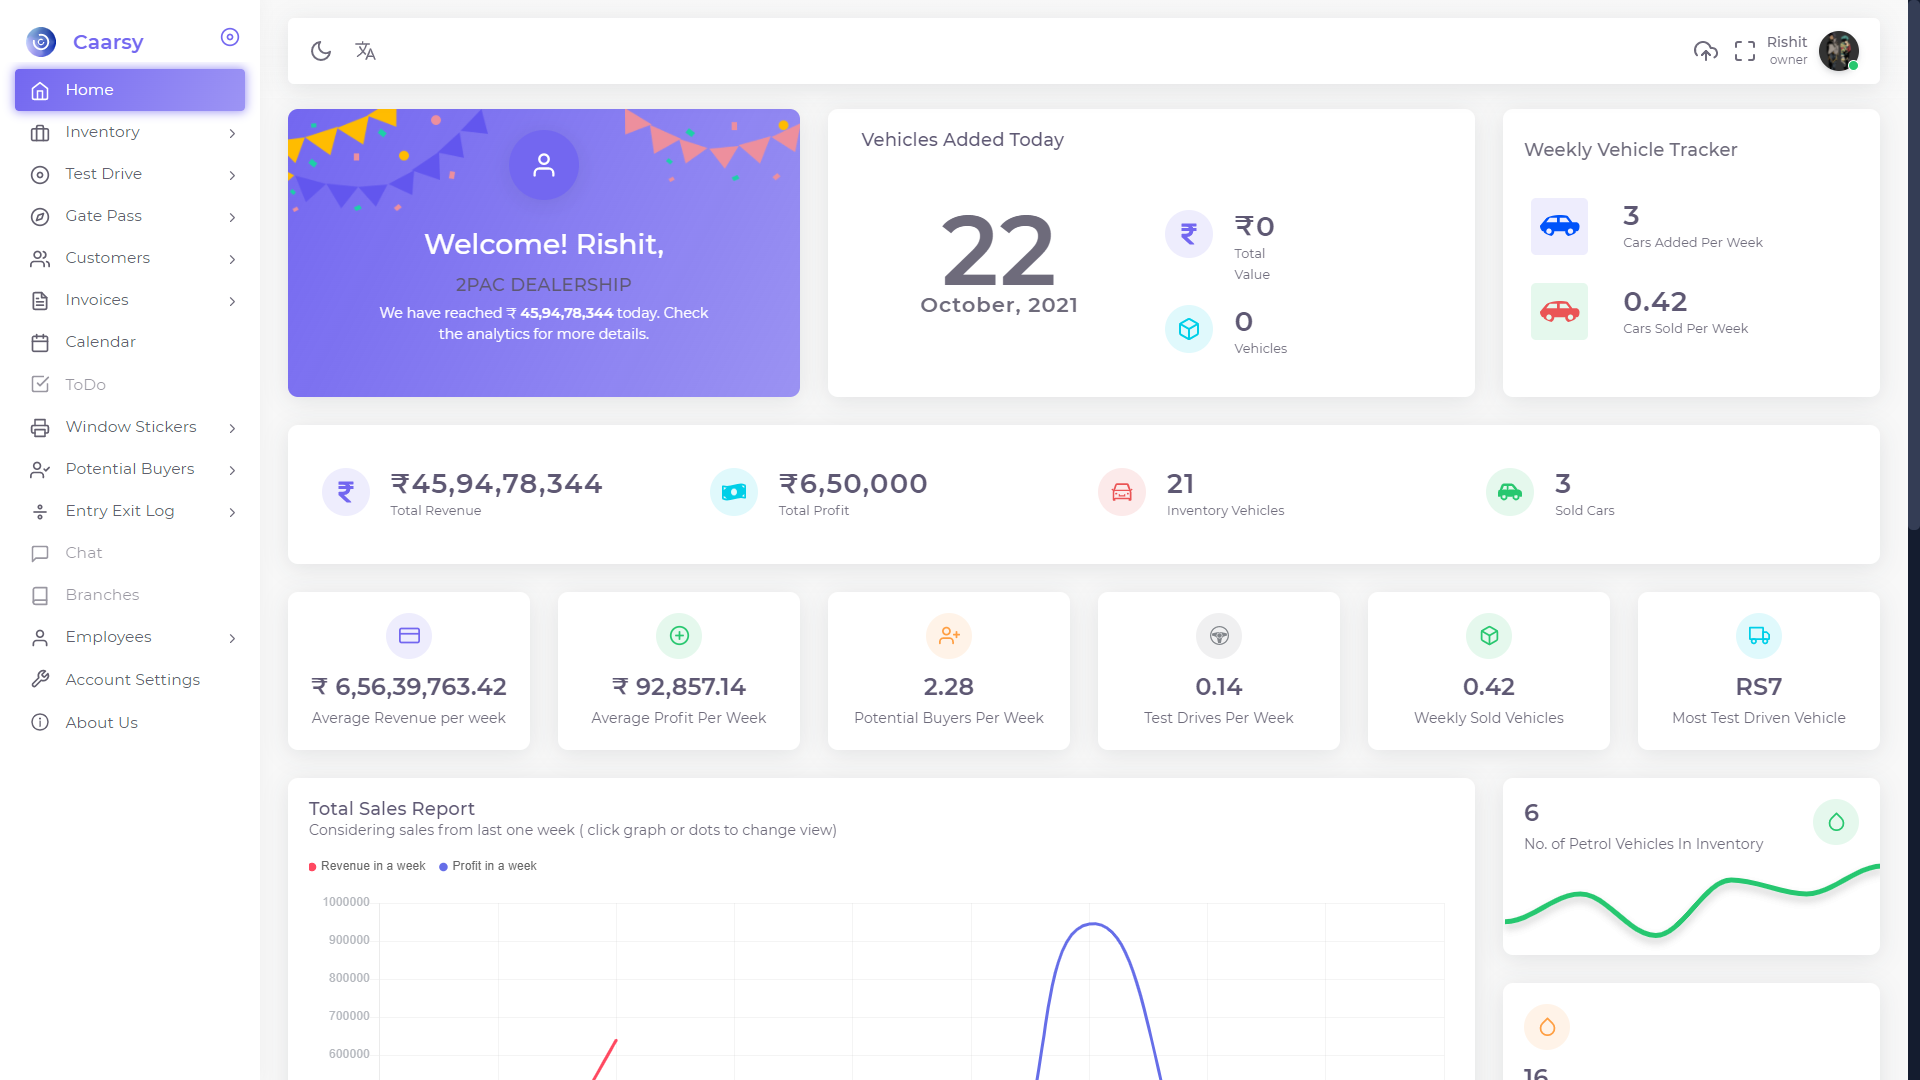 Caarsy
Home
Inventory
Test Drive
Gate Pass
Customers
Invoices
Calendar
ToDo
Window Stickers
Potential Buyers
Entry Exit Log
Chat
Branches
Employees
Account Settings
About Us
Rishit
owner
Welcome! Rishit,
2PAC DEALERSHIP
We have reached ₹ 45,94,78,344 today. Check
the analytics for more details.
Vehicles Added Today
22
October, 2021
₹0
Total
Value
0
Vehicles
Weekly Vehicle Tracker
3
Cars Added Per Week
0.42
Cars Sold Per Week
₹45,94,78,344
Total Revenue
₹6,50,000
Total Profit
21
Inventory Vehicles
3
Sold Cars
₹ 6,56,39,763.42
Average Revenue per week
₹ 92,857.14
Average Profit Per Week
2.28
Potential Buyers Per Week
0.14
Test Drives Per Week
0.42
Weekly Sold Vehicles
RS7
Most Test Driven Vehicle
Total Sales Report
Considering sales from last one week ( click graph or dots to change view)
Revenue in a week
Profit in a week
1000000
900000
800000
700000
600000
6
No. of Petrol Vehicles In Inventory
16